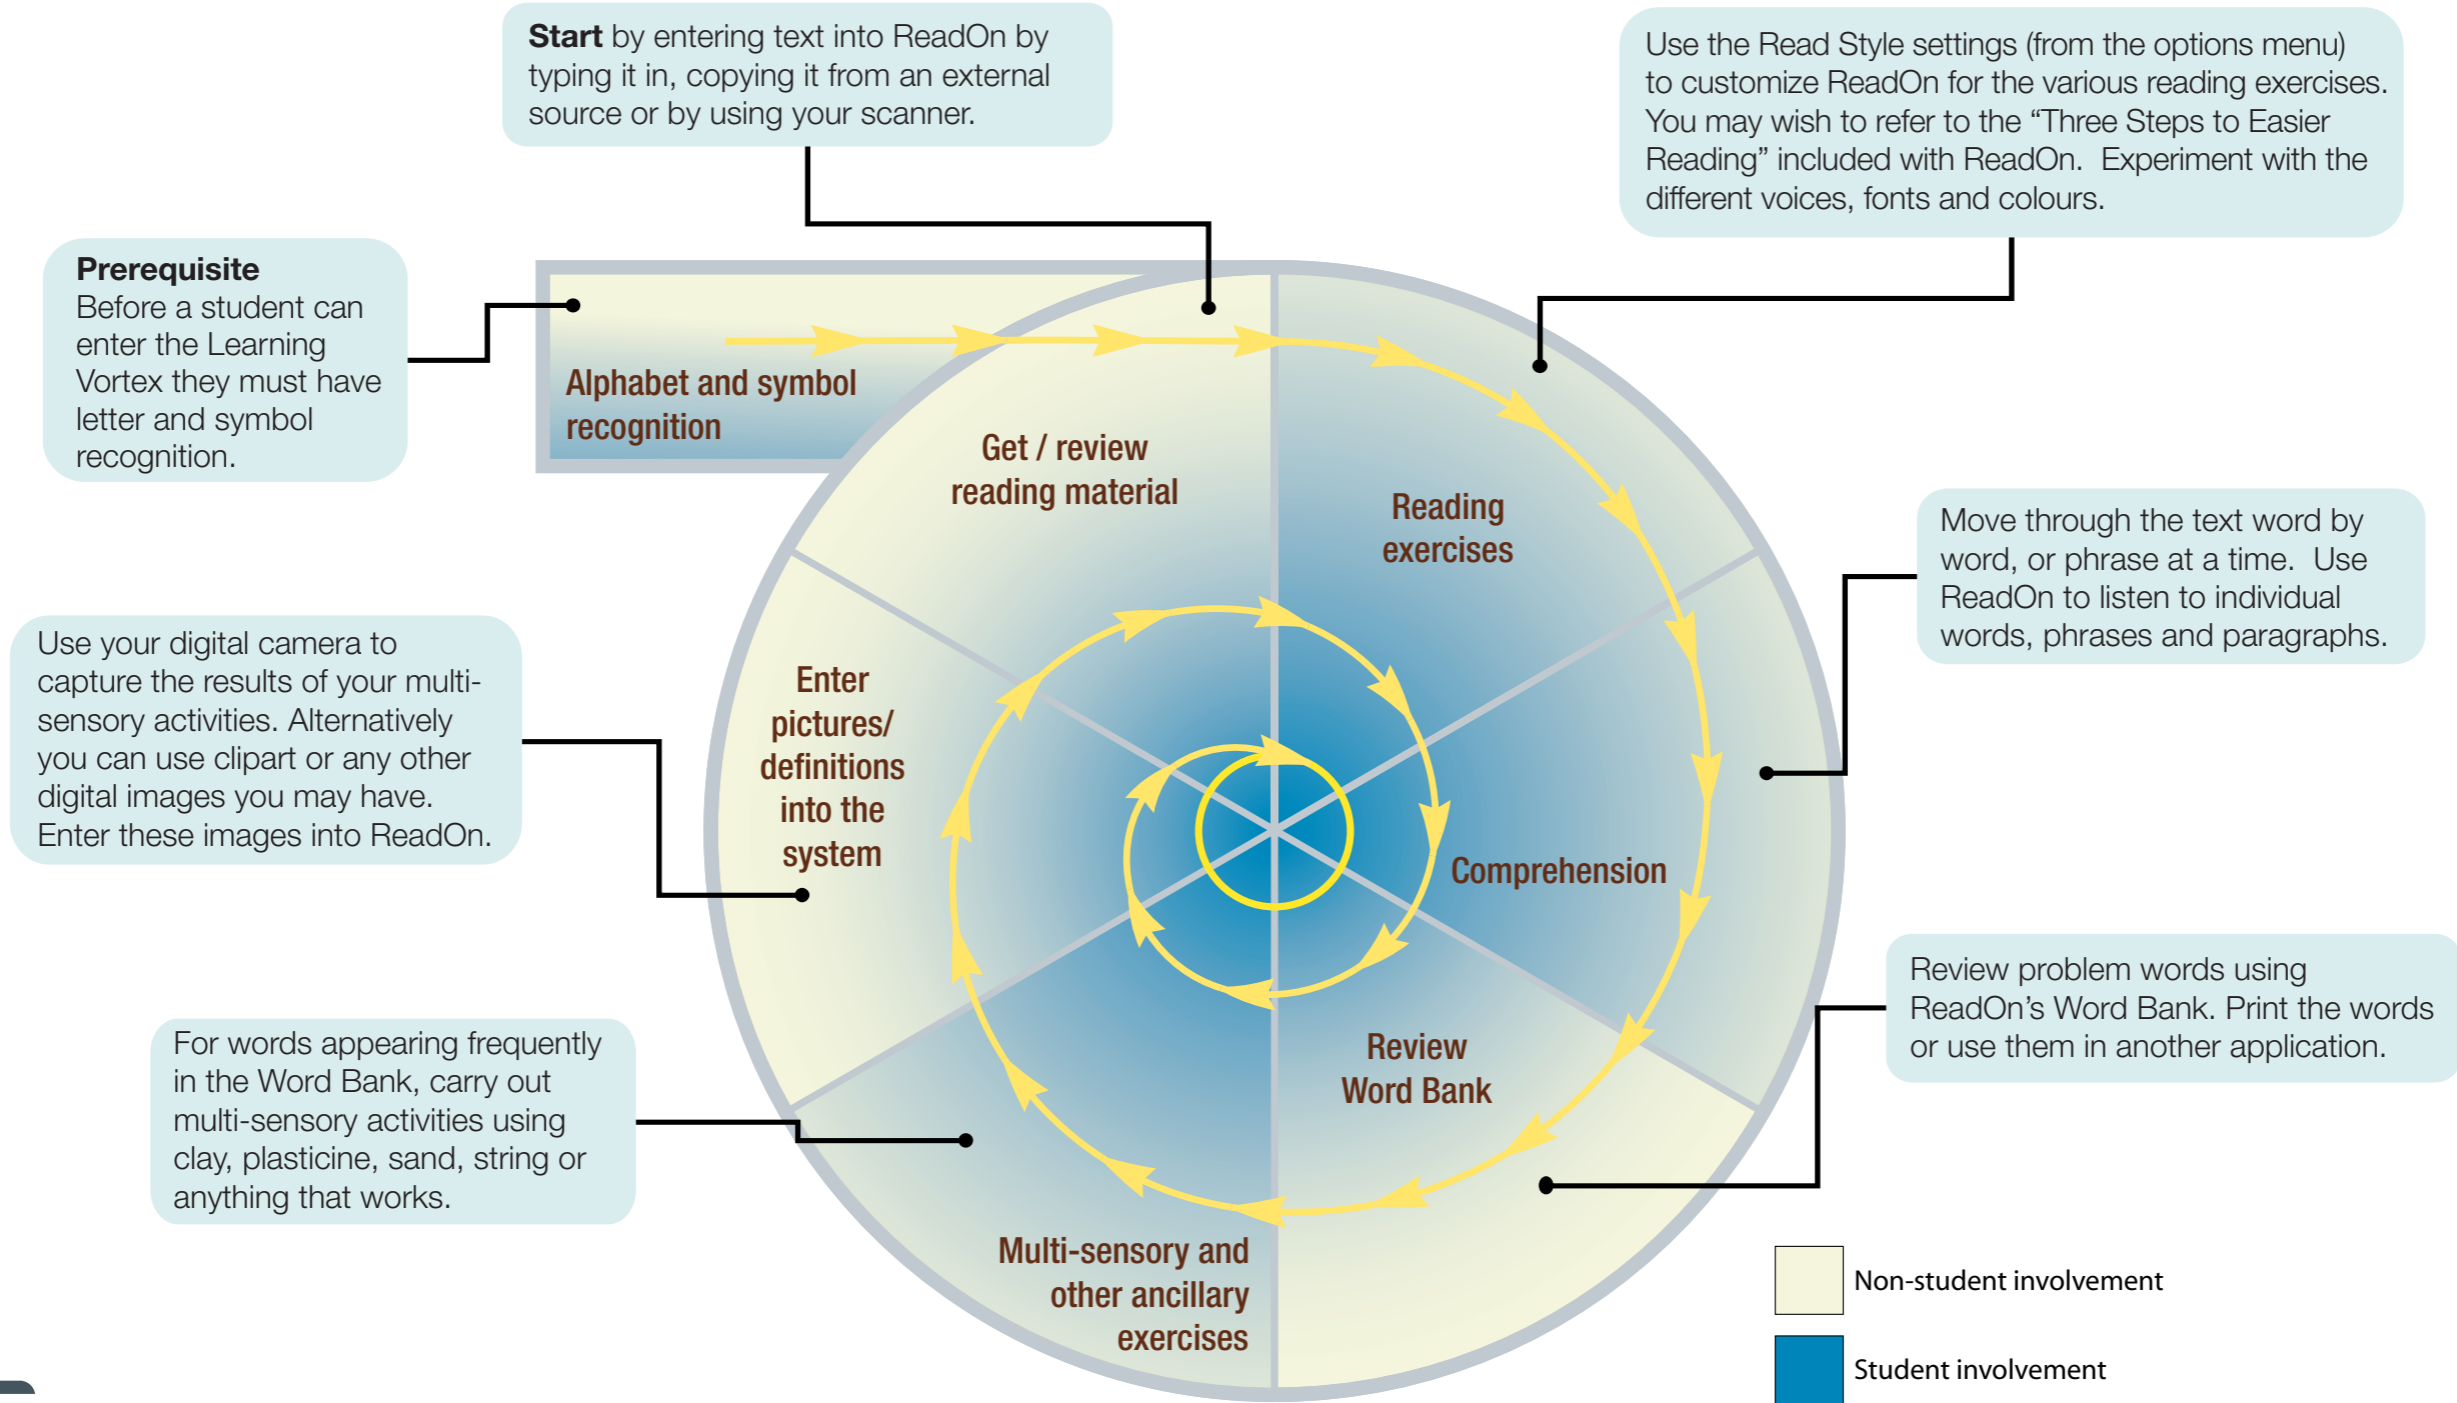 Start by entering text into ReadOn by
typing it in, copying it from an external
source or by using your scanner.
Use the Read Style settings (from the options menu)
to customize ReadOn for the various reading exercises.
You may wish to refer to the “Three Steps to Easier
Reading” included with ReadOn.  Experiment with the
different voices, fonts and colours.
Prerequisite
Before a student can
enter the Learning
Vortex they must have
letter and symbol
recognition.
Alphabet and symbol
recognition
Get / review
reading material
Reading
exercises
Move through the text word by
word, or phrase at a time.  Use
ReadOn to listen to individual
words, phrases and paragraphs.
Use your digital camera to
capture the results of your multi-
sensory activities. Alternatively
you can use clipart or any other
digital images you may have.
Enter these images into ReadOn.
Enter
pictures/
definitions
into the
system
Comprehension
Review problem words using
ReadOn’s Word Bank. Print the words
or use them in another application.
Review
Word Bank
For words appearing frequently
in the Word Bank, carry out
multi-sensory activities using
clay, plasticine, sand, string or
anything that works.
Multi-sensory and
other ancillary
exercises
Non-student involvement
Student involvement